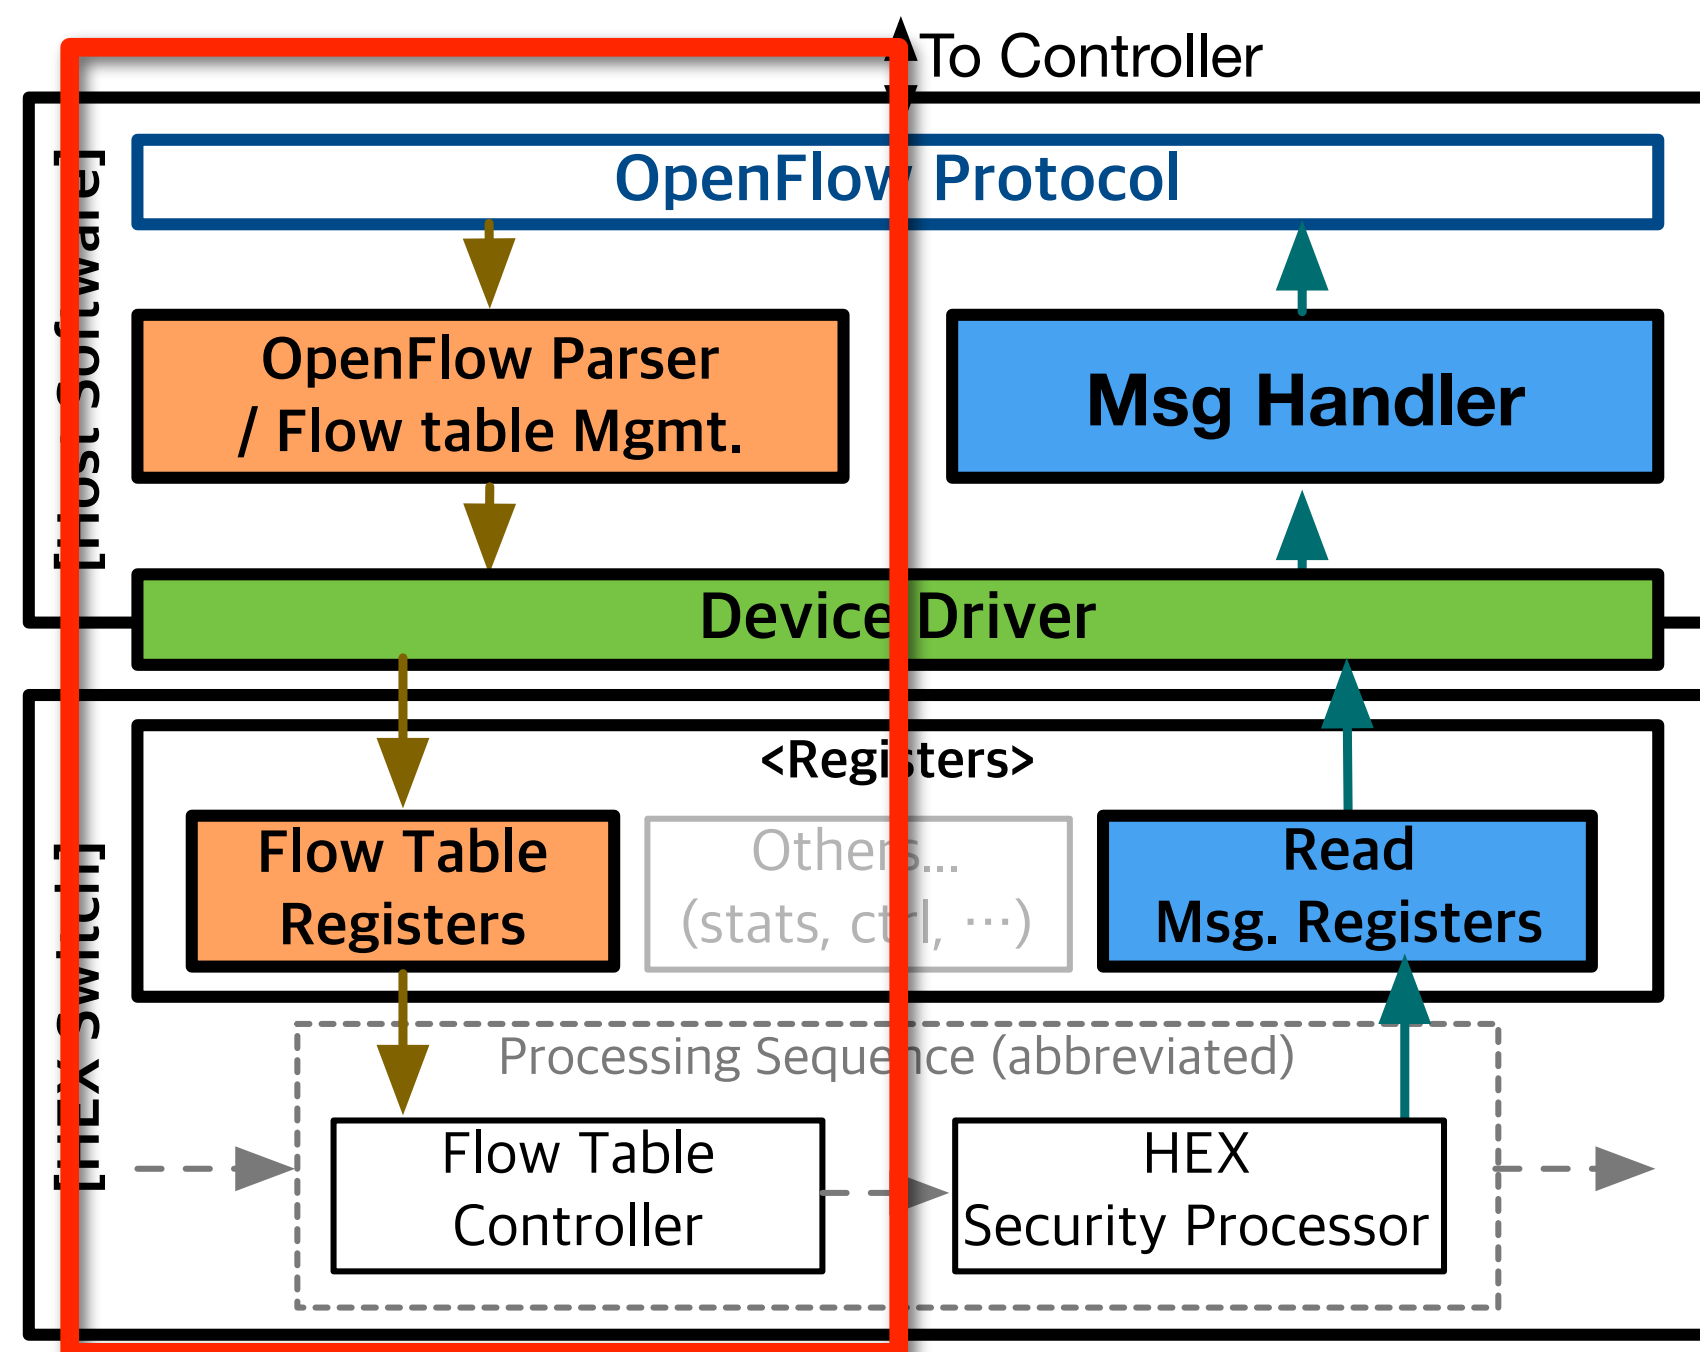 To Controller
[Host Software]
OpenFlow Protocol
OpenFlow Parser
/ Flow table Mgmt.
Msg Handler
Device Driver
[HEX Switch]
<Registers>
Flow Table
Registers
Others...
(stats, ctrl, ⋯)
Read
Msg. Registers
Processing Sequence (abbreviated)
Flow Table
Controller
HEX
Security Processor